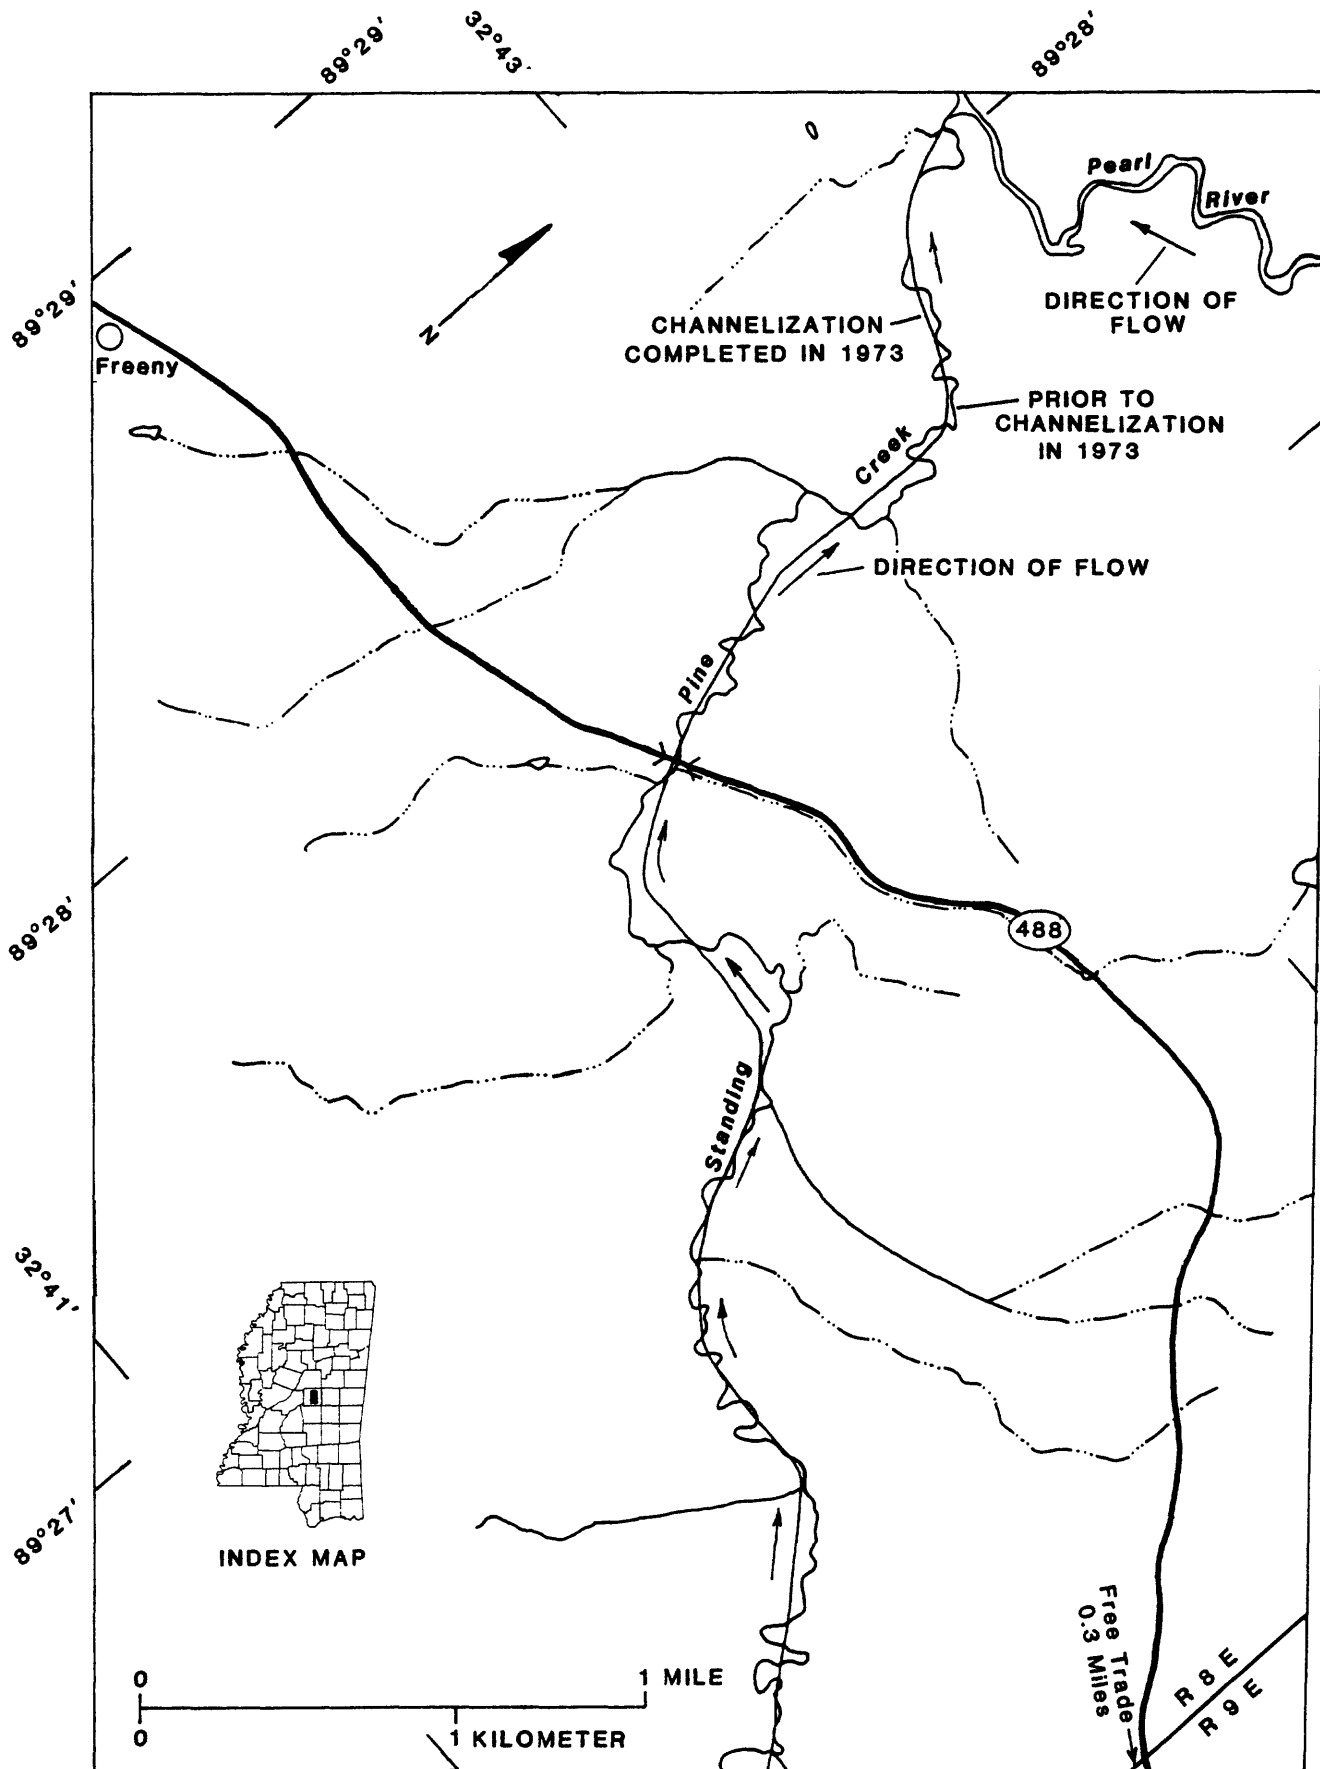 89°29'
32°43'
89°28'
Pearl
River
DIRECTION OF
FLOW
N
89°29'
Freeny
CHANNELIZATION
COMPLETED IN 1973
PRIOR TO
CHANNELIZATION
IN 1973
Creek
DIRECTION OF FLOW
Pine
488
89°28'
Standing
32°41'
89°27'
INDEX MAP
Free Trade
0.3 Miles
R 8 E
R 9 E
0 1 MILE
0 1 KILOMETER